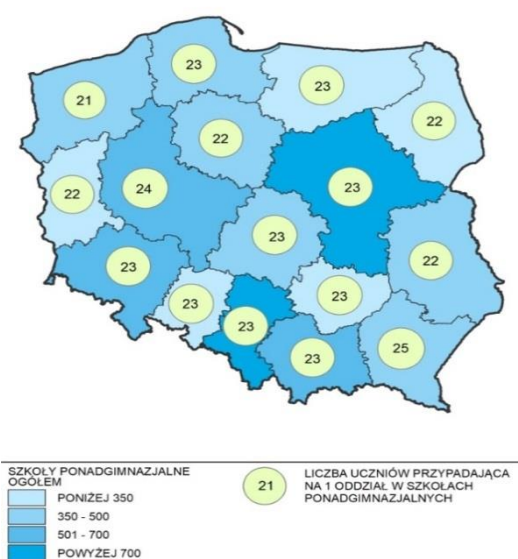 23
21
23
22
22
22
24
23
23
23
22
23
23
23
23
25
SZKOŁY PONADGIMNAZJALNE
OGÓŁEM
PONIŻEJ 350
350 - 500
501 - 700
POWYŻEJ 700
21
LICZBA UCZNIÓW PRZYPADAJĄCA
NA 1 ODDZIAŁ W SZKOŁACH
PONADGIMNAZJALNYCH